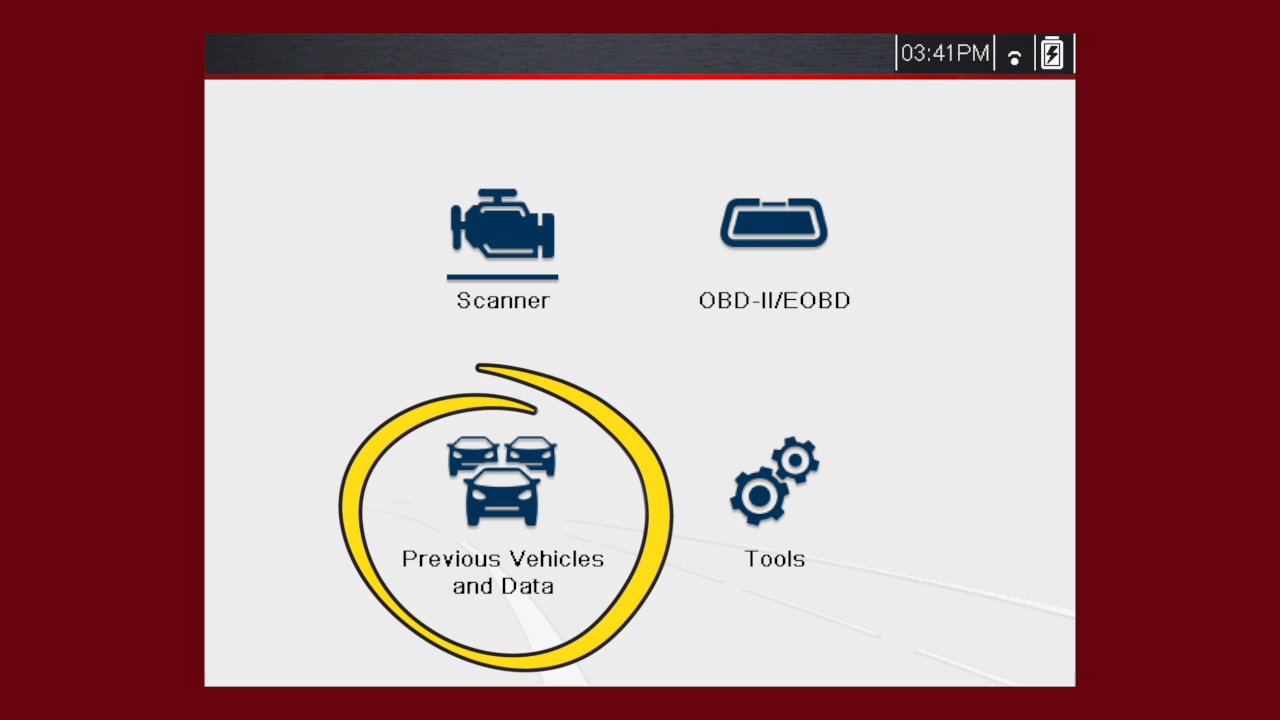 03:41PM
Scanner
OBD-II/EOBD
Previous Vehicles
and Data
Tools